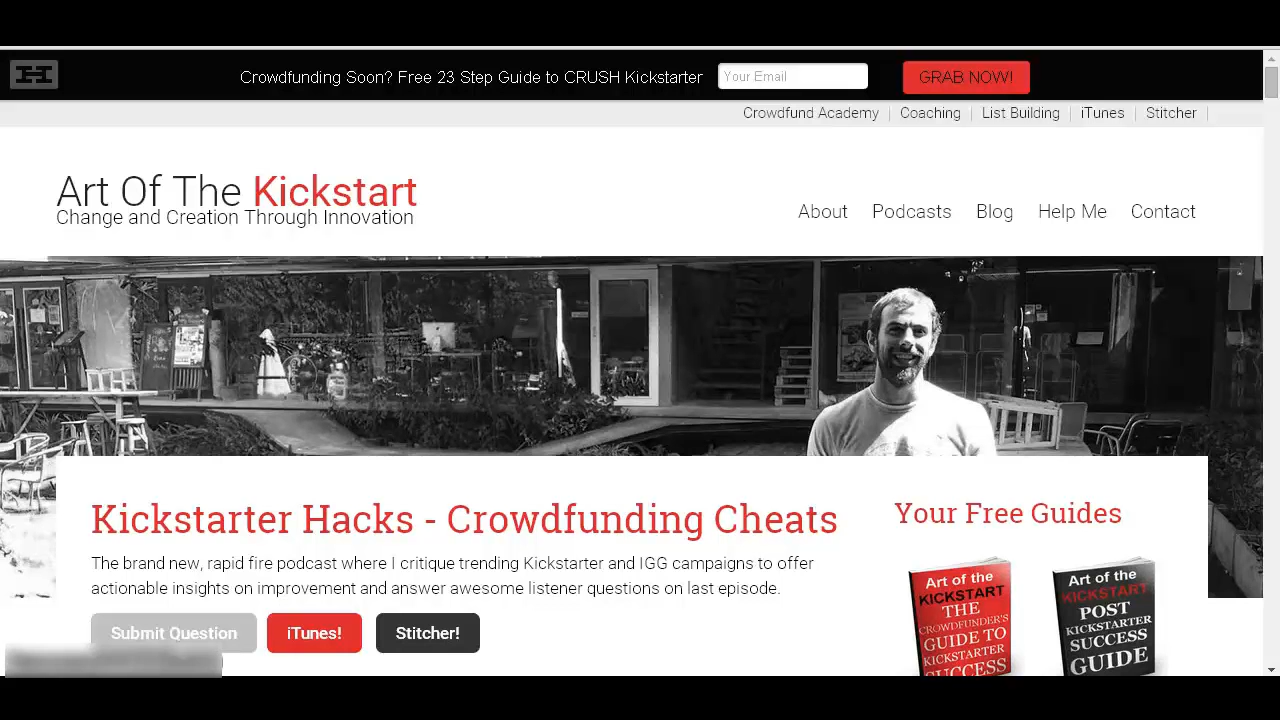 Crowdfunding Soon? Free 23 Step Guide to CRUSH Kickstarter
Your Email
GRAB NOW!
Crowdfund Academy
Coaching
List Building
iTunes
Stitcher
Art Of The Kickstart
Change and Creation Through Innovation
About
Podcasts
Blog
Help Me
Contact
Kickstarter Hacks - Crowdfunding Cheats
The brand new, rapid fire podcast where I critique trending Kickstarter and IGG campaigns to offer
actionable insights on improvement and answer awesome listener questions on last episode.
Submit Question
iTunes!
Stitcher!
Your Free Guides
Art of the
KICKSTART
THE
CROWDFUNDER'S
GUIDE TO
KICKSTARTER
SUCCESS
Art of the
KICKSTART
POST
KICKSTARTER
SUCCESS
GUIDE